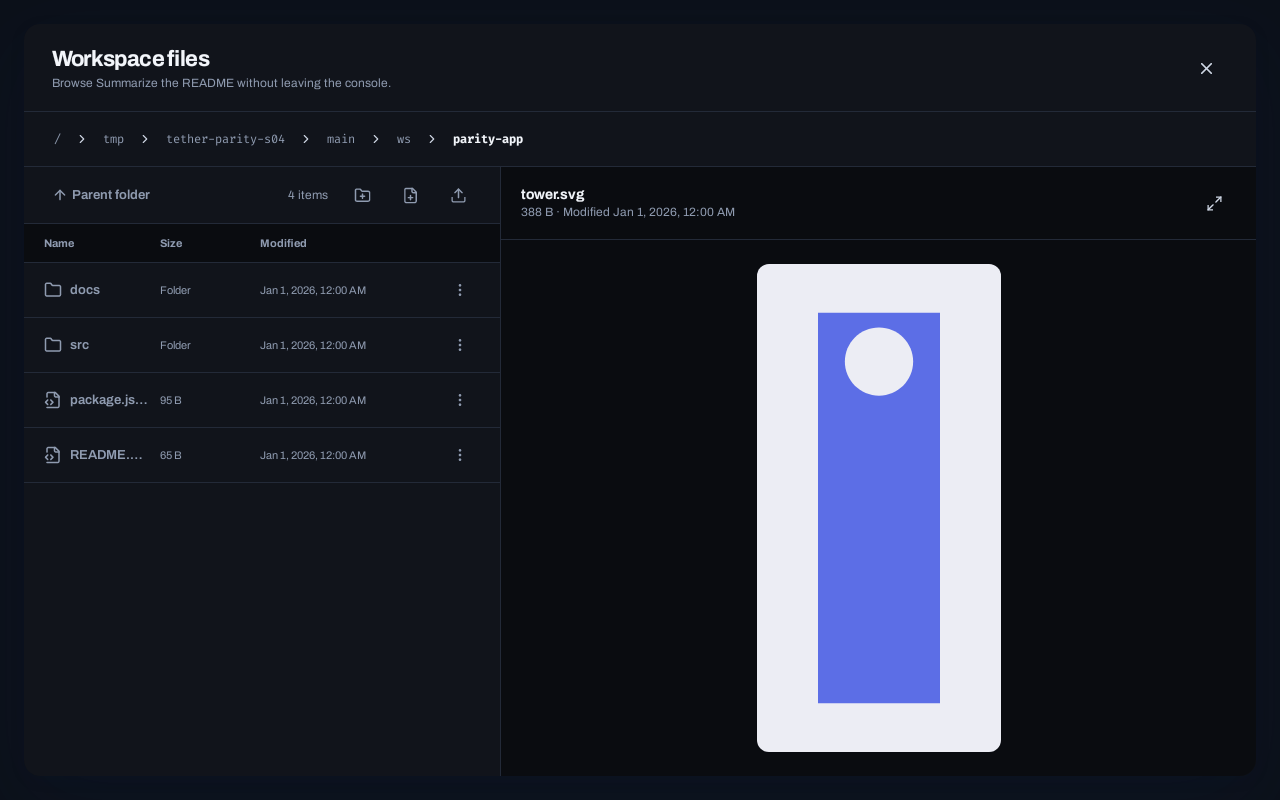 Workspace files
Browse Summarize the README without leaving the console.
/ tmp tether-parity-s04 main ws parity-app
Parent folder 4 items
Name Size Modified
docs Folder Jan 1, 2026, 12:00 AM
src Folder Jan 1, 2026, 12:00 AM
package.js... 95 B Jan 1, 2026, 12:00 AM
README.... 65 B Jan 1, 2026, 12:00 AM
tower.svg
388 B · Modified Jan 1, 2026, 12:00 AM